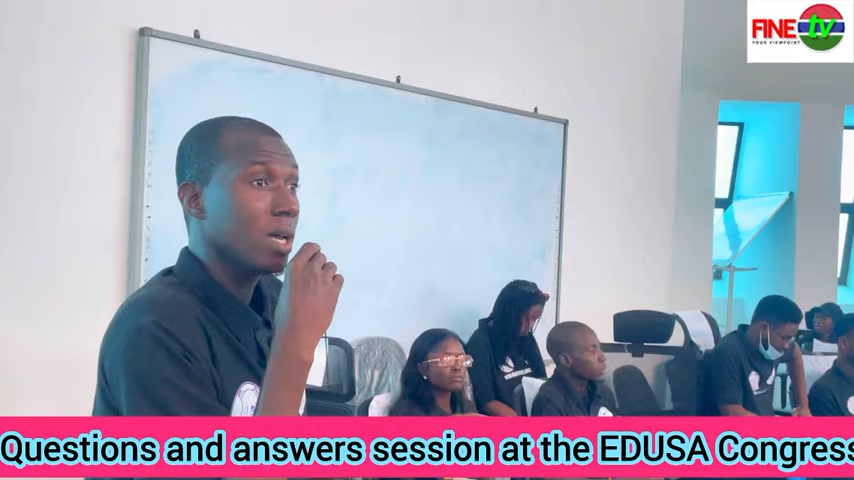 FINE tv
YOUR VIEWPOINT
Questions and answers session at the EDUSA Congress